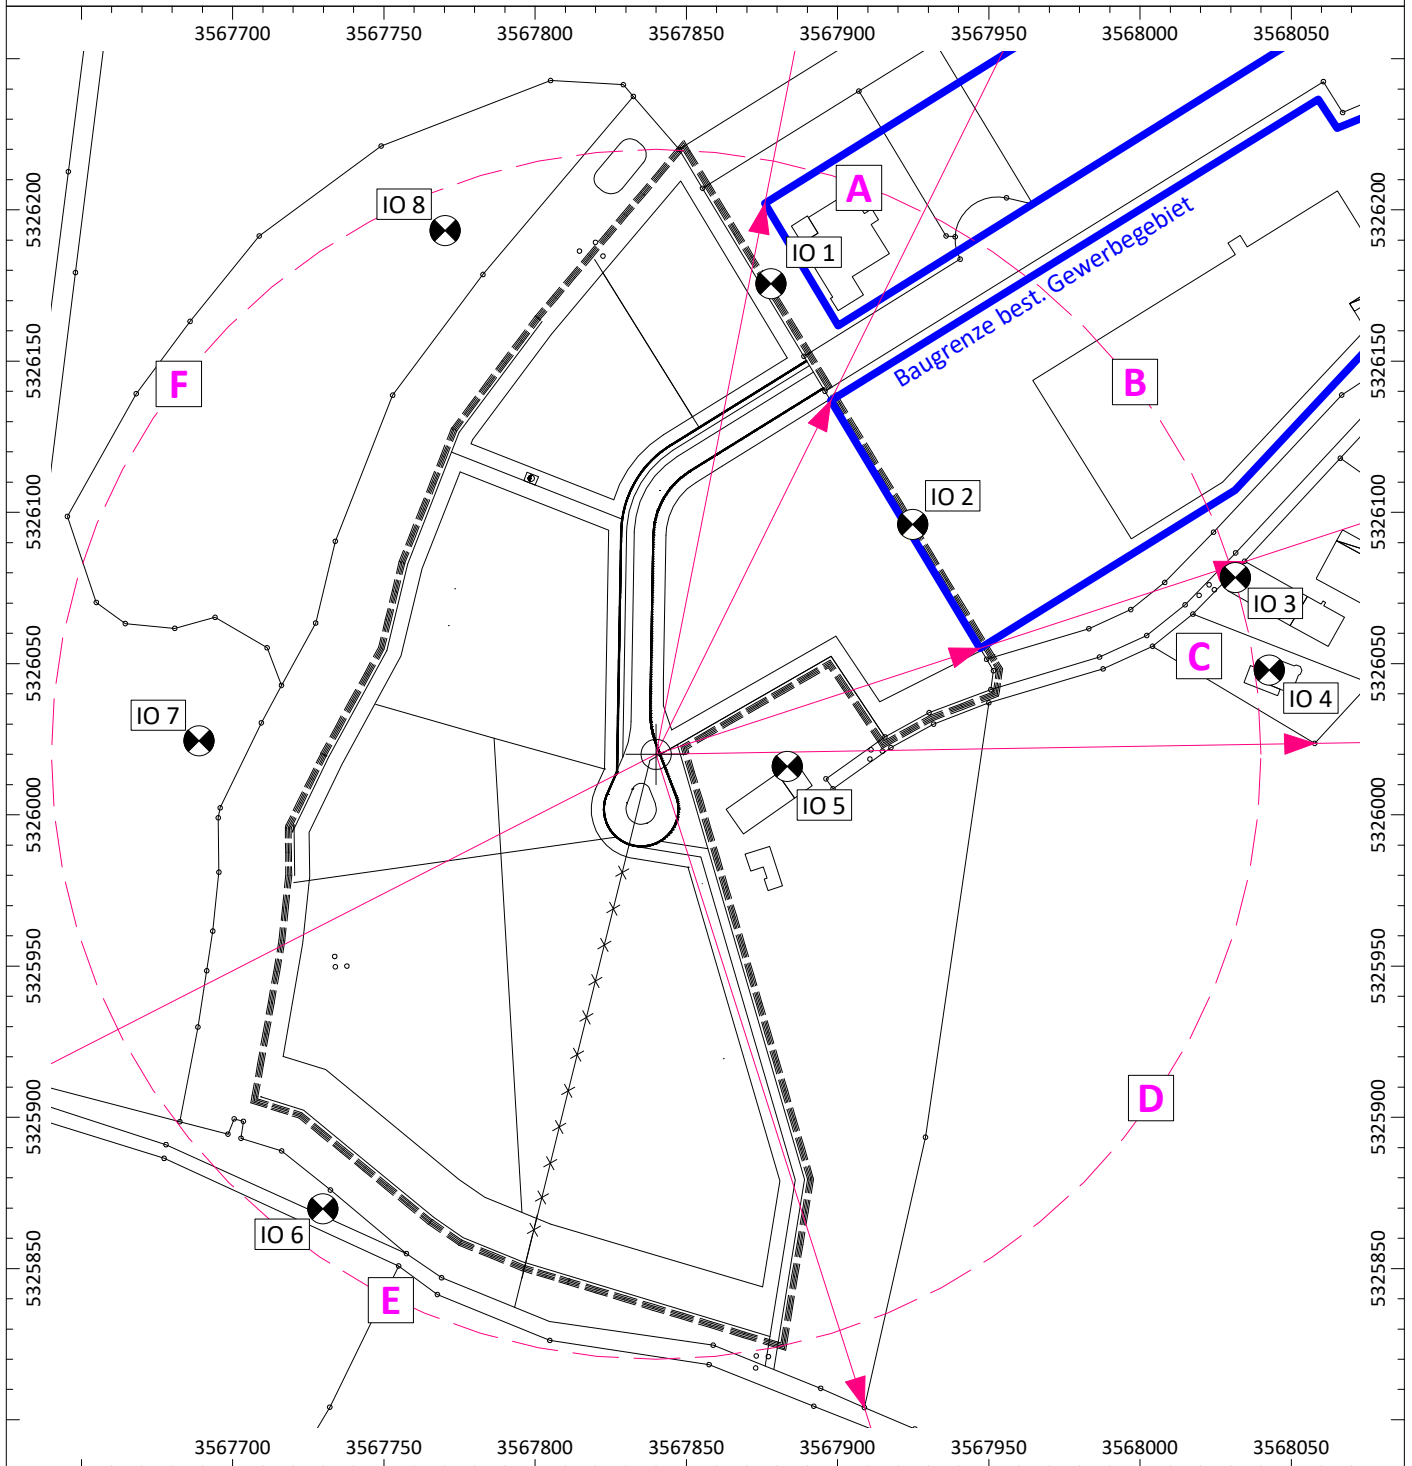 3567700 3567750 3567800 3567850 3567900 3567950 3568000 3568050
5326200
5326150
5326100
5326050
5326000
5325950
5325900
5325850
IO 8
A
IO 1
Baugrenze best. Gewerbegebiet
F
B
IO 2
IO 3
C
IO 4
IO 7
IO 5
D
IO 6
E
5326200
5326150
5326100
5326050
5326000
5325950
5325900
5325850
3567700 3567750 3567800 3567850 3567900 3567950 3568000 3568050